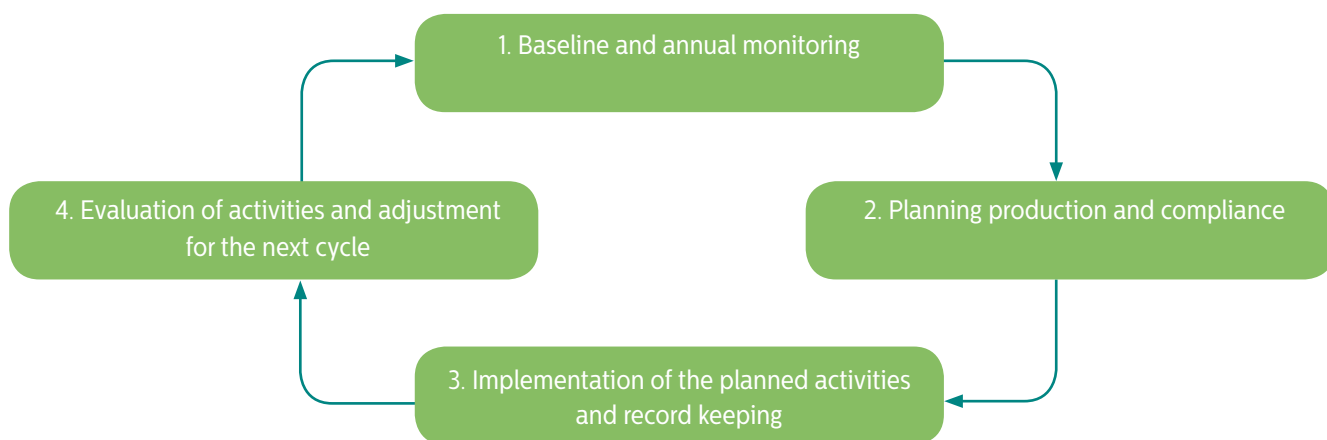 1. Baseline and annual monitoring
2. Planning production and compliance
3. Implementation of the planned activities
and record keeping
4. Evaluation of activities and adjustment
for the next cycle